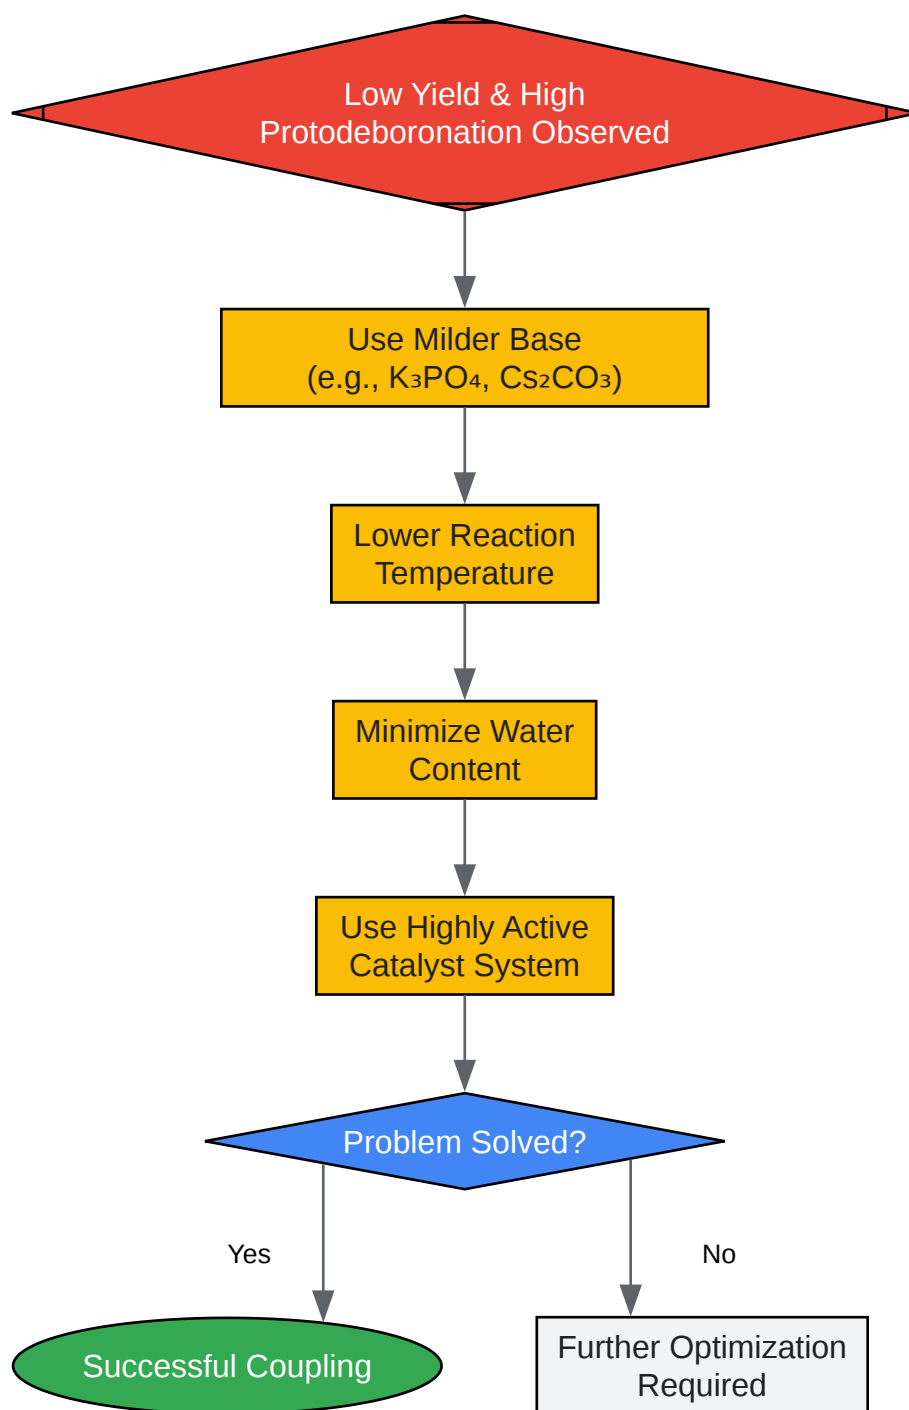 Low Yield & High
Protodeboronation Observed
Use Milder Base
(e.g., K₃PO₄, Cs₂CO₃)
Lower Reaction
Temperature
Minimize Water
Content
Use Highly Active
Catalyst System
Problem Solved?
Yes
No
Successful Coupling
Further Optimization
Required